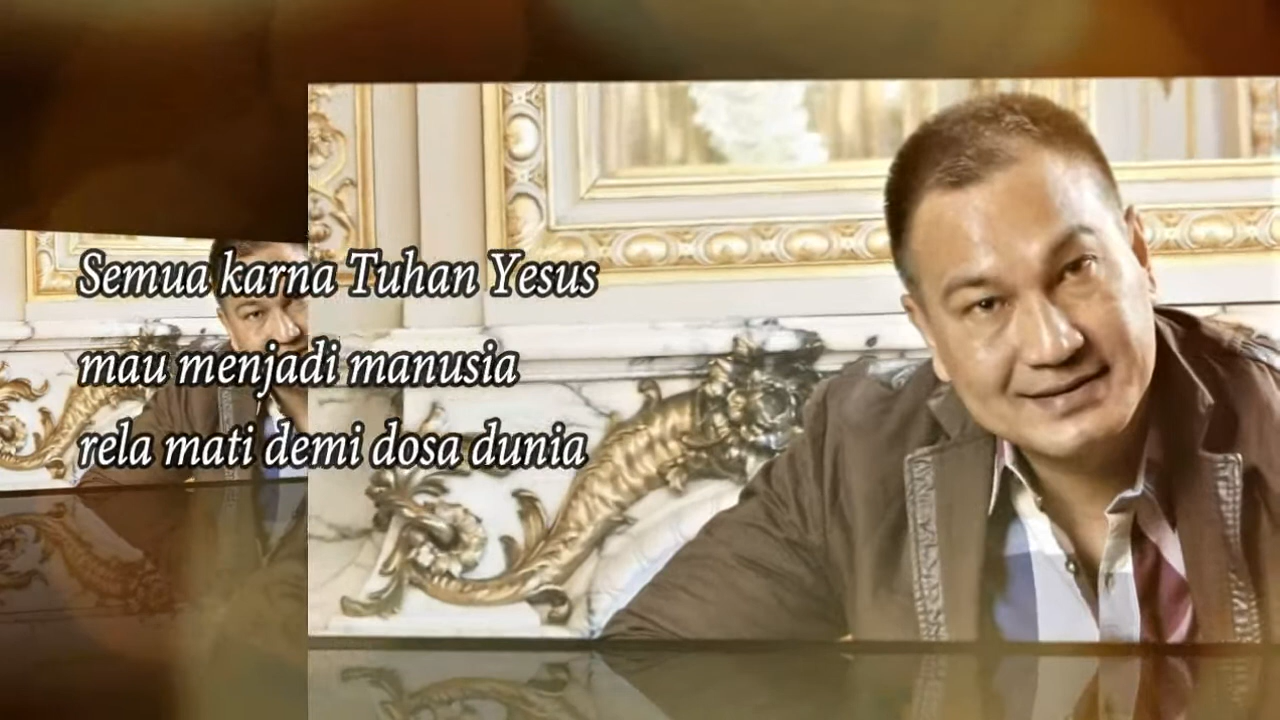 Semua karna Tuhan Yesus
mau menjadi manusia
rela mati demi dosa dunia